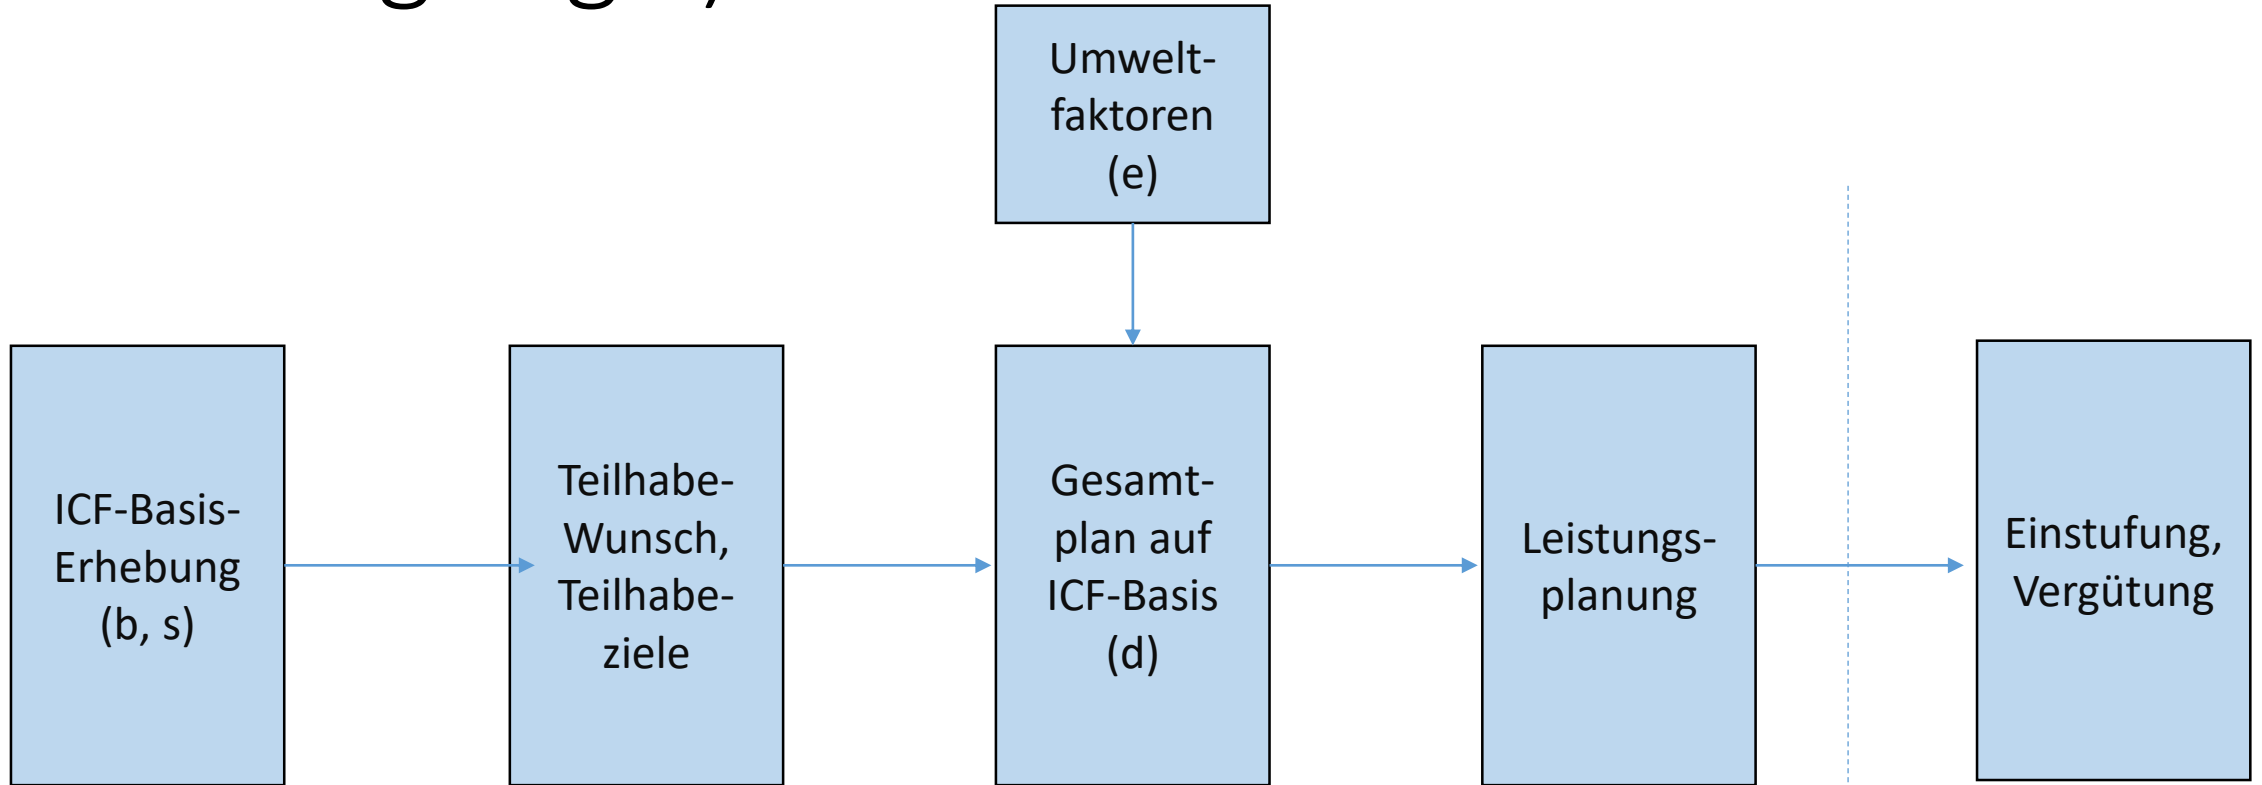 Umwelt-
faktoren
(e)
ICF-Basis-
Erhebung
(b, s)
Teilhabe-
Wunsch,
Teilhabe-
ziele
Gesamt-
plan auf
ICF-Basis
(d)
Leistungs-
planung
Einstufung,
Vergütung